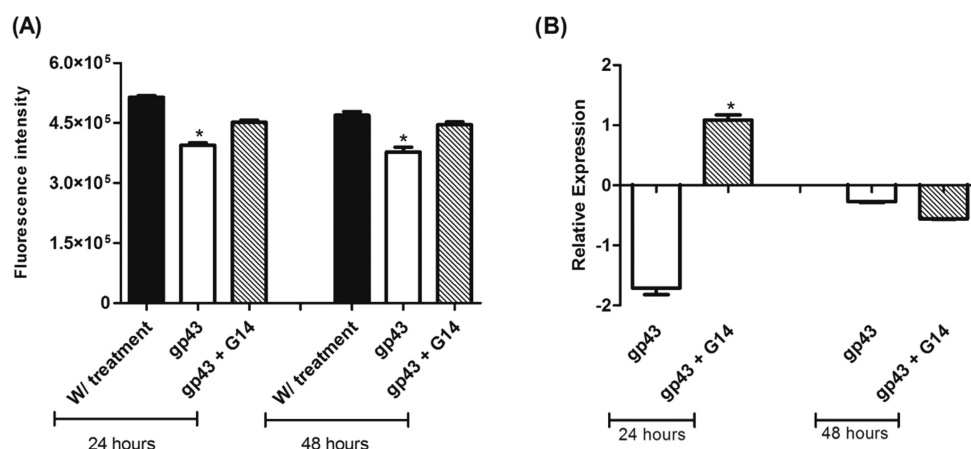 (A)
Fluorescence intensity
6.0×10⁵
4.5×10⁵
3.0×10⁵
1.5×10⁵
0
*
*
W/ treatment
gp43
gp43 + G14
W/ treatment
gp43
gp43 + G14
24 hours
48 hours
(B)
Relative Expression
2
1
0
-1
-2
*
gp43
gp43 + G14
gp43
gp43 + G14
24 hours
48 hours